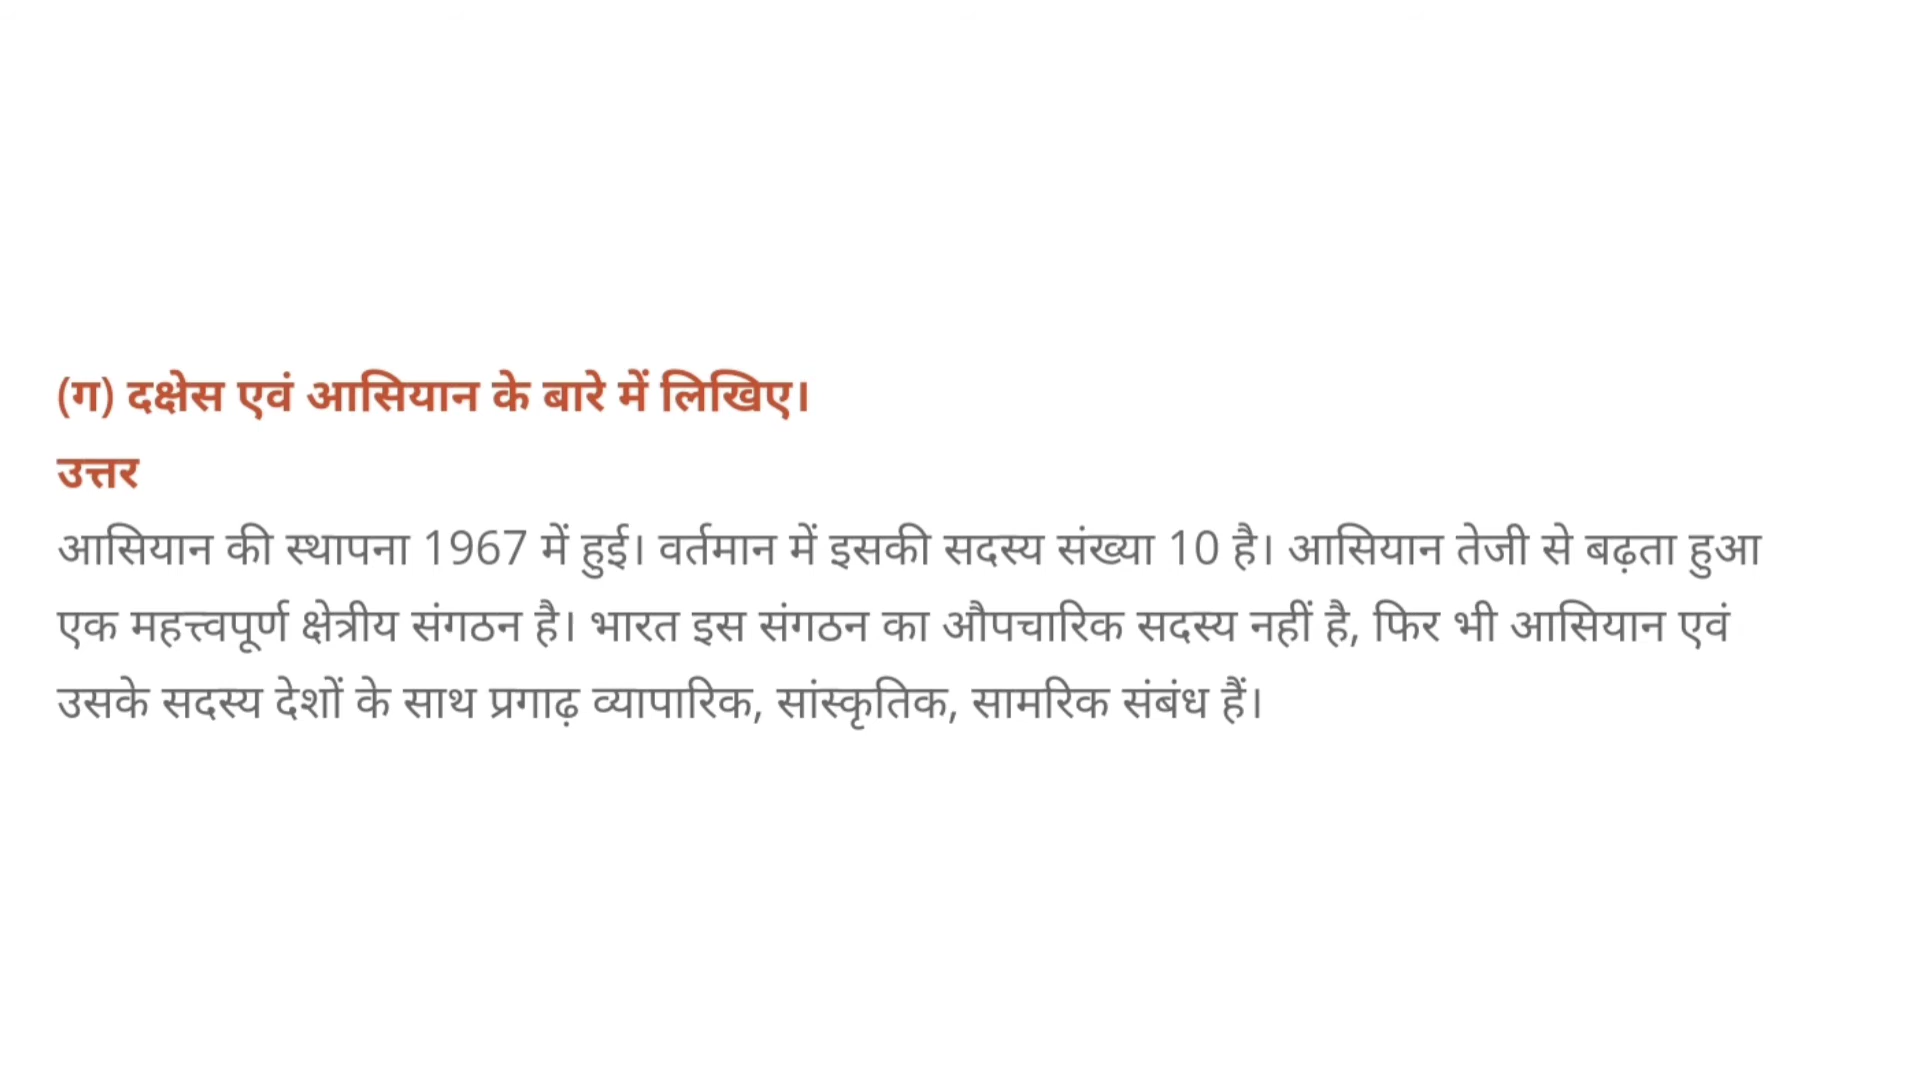 (ग) दक्षेस एवं आसियान के बारे में लिखिए।
उत्तर
आसियान की स्थापना 1967 में हुई। वर्तमान में इसकी सदस्य संख्या 10 है। आसियान तेजी से बढ़ता हुआ
एक महत्त्वपूर्ण क्षेत्रीय संगठन है। भारत इस संगठन का औपचारिक सदस्य नहीं है, फिर भी आसियान एवं
उसके सदस्य देशों के साथ प्रगाढ़ व्यापारिक, सांस्कृतिक, सामरिक संबंध हैं।